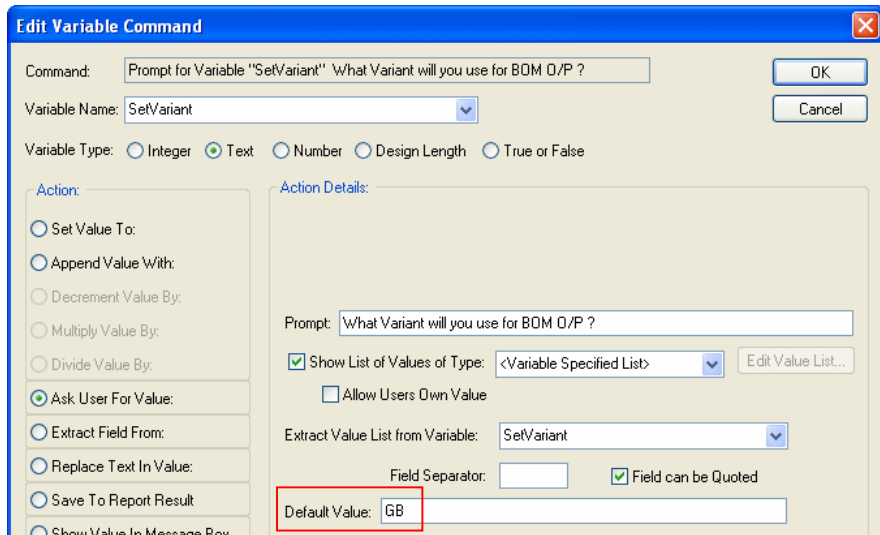 Edit Variable Command
Command: Prompt for Variable "SetVariant" What Variant will you use for BOM O/P ?
OK
Variable Name: SetVariant
Cancel
Variable Type: Integer Text Number Design Length True or False
Action:
Set Value To:
Append Value With:
Decrement Value By:
Multiply Value By:
Divide Value By:
Ask User For Value:
Extract Field From:
Replace Text In Value:
Save To Report Result
Show Value In Message Box
Action Details:
Prompt: What Variant will you use for BOM O/P ?
Show List of Values of Type: <Variable Specified List> Edit Value List...
Allow Users Own Value
Extract Value List from Variable: SetVariant
Field Separator: Field can be Quoted
Default Value: GB